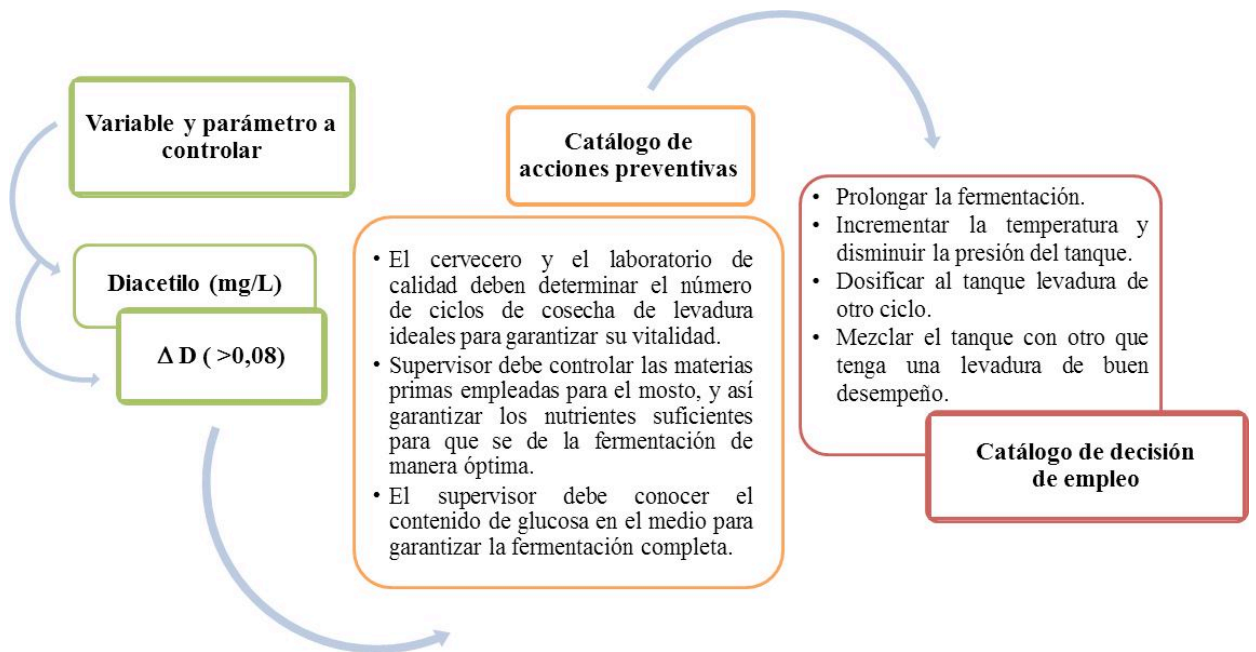 Variable y parámetro a
controlar
Diacetilo (mg/L)
Δ D ( >0,08)
Catálogo de
acciones preventivas
• El cervecero y el laboratorio de
calidad deben determinar el número
de ciclos de cosecha de levadura
ideales para garantizar su vitalidad.
• Supervisor debe controlar las materias
primas empleadas para el mosto, y así
garantizar los nutrientes suficientes
para que se de la fermentación de
manera óptima.
• El supervisor debe conocer el
contenido de glucosa en el medio para
garantizar la fermentación completa.
• Prolongar la fermentación.
• Incrementar la temperatura y
disminuir la presión del tanque.
• Dosificar al tanque levadura de
otro ciclo.
• Mezclar el tanque con otro que
tenga una levadura de buen
desempeño.
Catálogo de decisión
de empleo